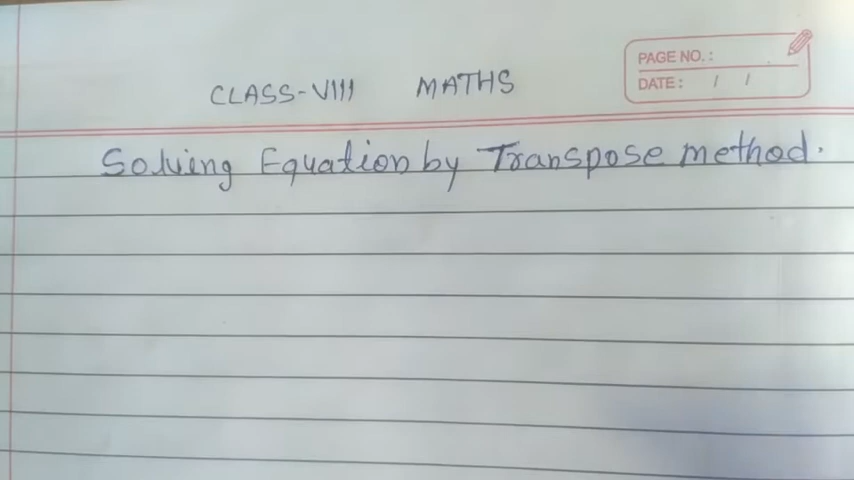 PAGE NO.:
DATE: / /
CLASS-VIII MATHS
Solving Equation by Transpose method.